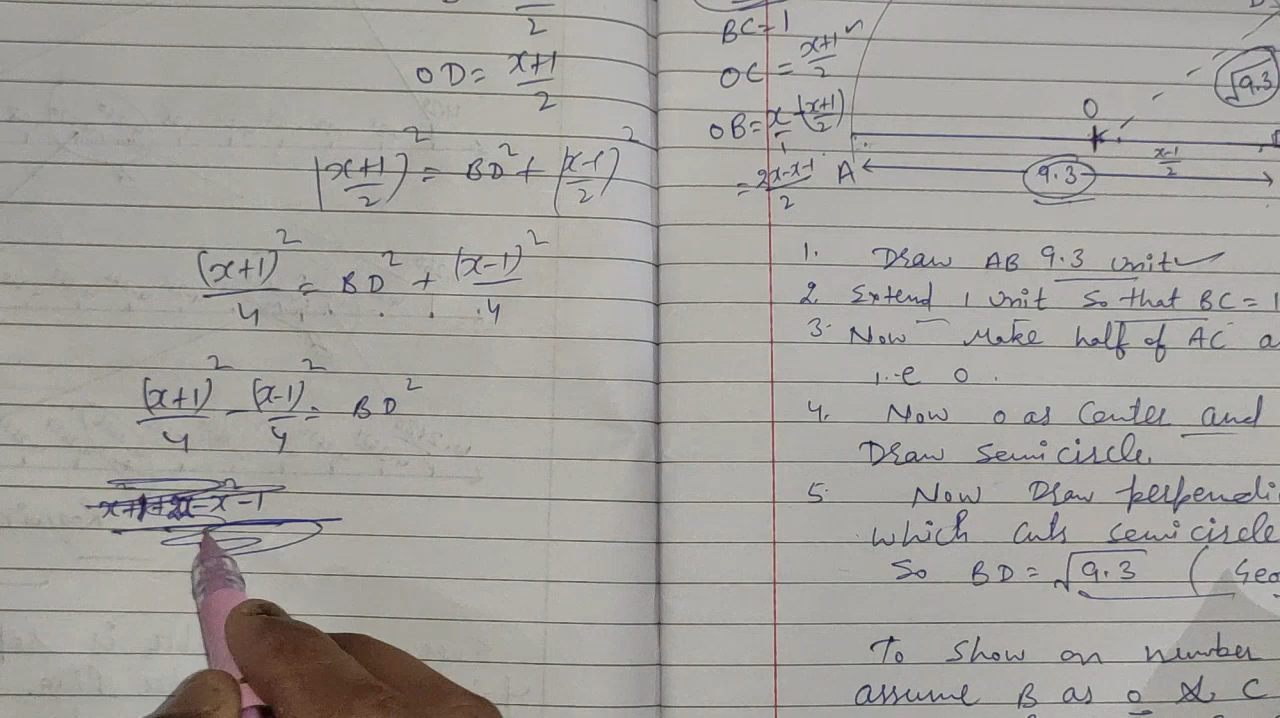 2
OD = x+1/2
(x+1/2)² = BD² + (x-1/2)²
(x+1)²/4 = BD² + (x-1)²/4
(x+1)²/4 - (x-1)²/4 = BD²
BC=1
OC = x+1/2
OB = x/1 - (x+1/2)
= 2x-x-1/2
√9.3
O
x-1/2
A
9.3
1. Draw AB 9.3 unit
2 Extend 1 unit so that BC = 1
3. Now Make half of AC a
i.e O.
4. Now O as Center and
Draw semicircle
5. Now Draw perpendi
which cuts semicircle
So BD = √9.3 ( Geo
To show on number
assume B as 0 & C